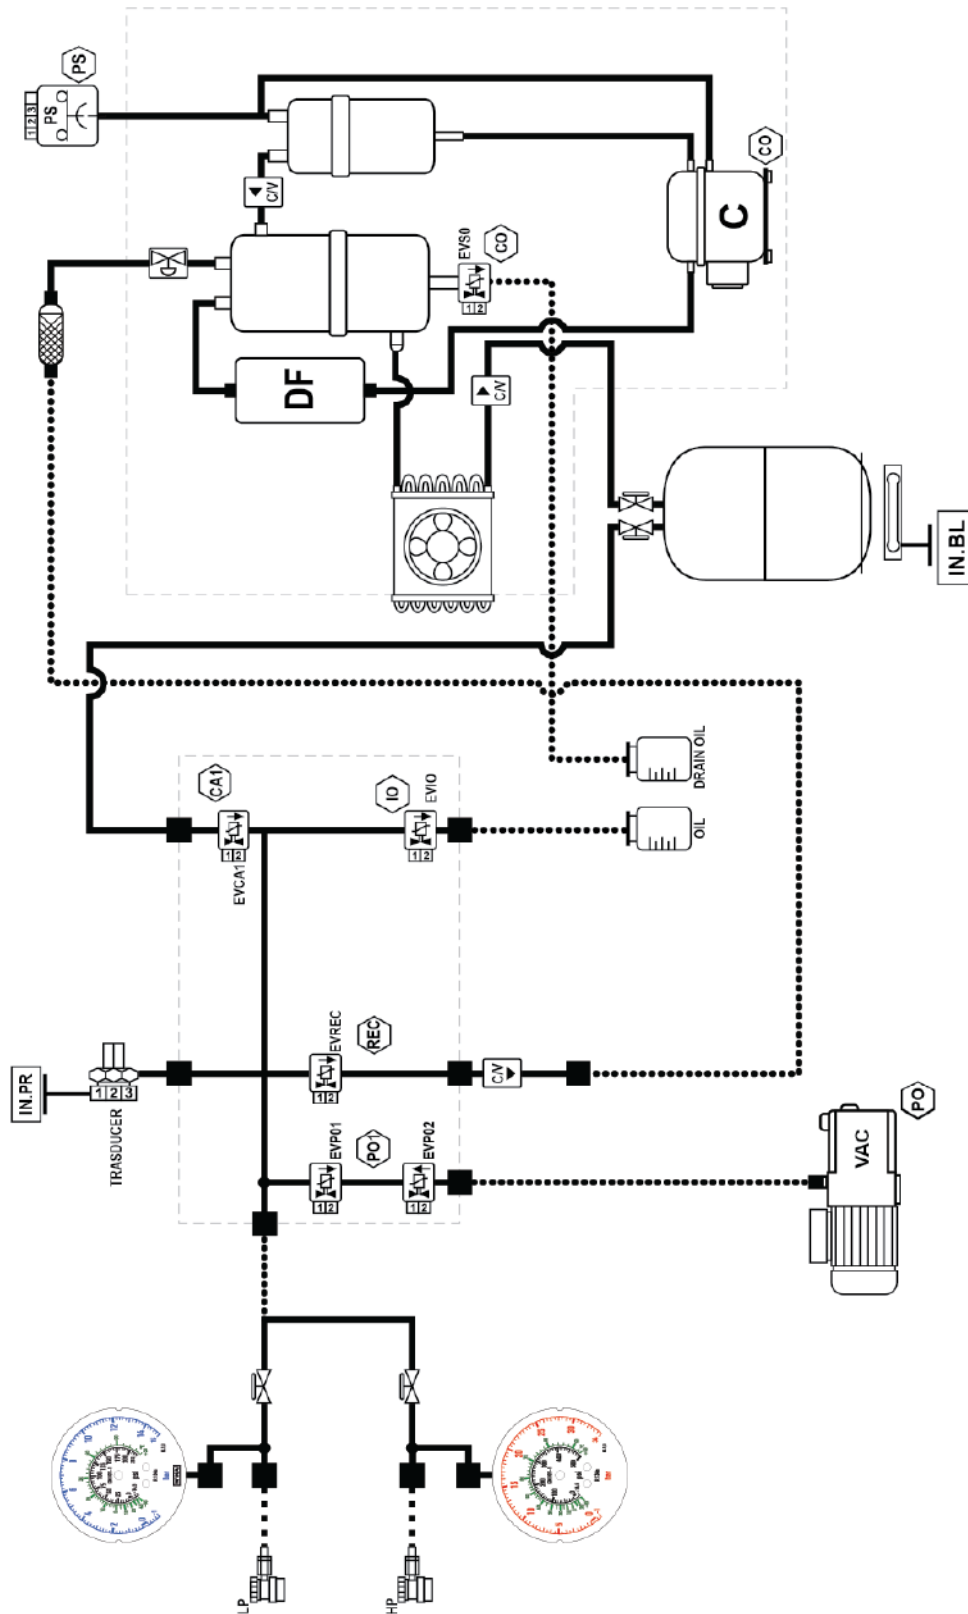 PS
1 2 3
PS
C/V
CO
C
EVS0
CO
1 2
DF
C/V
IN.BL
DRAIN OIL
OIL
CA1
1 2
EVCA1
IO
EVIO
1 2
IN.PR
1 2 3
TRASDUCER
EVREC
REC
1 2
C/V
EVP01
PO1
EVP02
1 2
1 2
VAC
PO
LP
HP